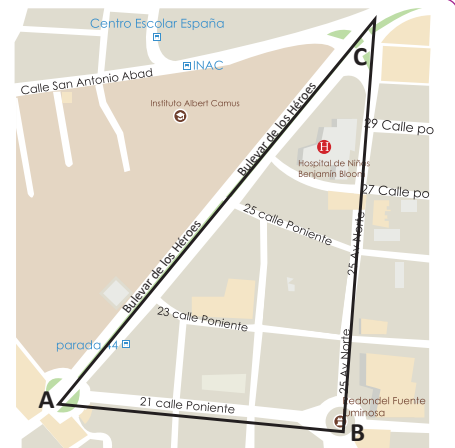 Centro Escolar España
C
INAC
Calle San Antonio Abad
Instituto Albert Camus
Bulevar de los Héroes
29 Calle po
Hospital de Niños
Benjamín Bloom
27 Calle po
25 calle Poniente
25 Av Norte
Bulevar de los Héroes
23 calle Poniente
parada 44
25 Av Norte
A
21 calle Poniente
Redondel Fuente
uminosa
B